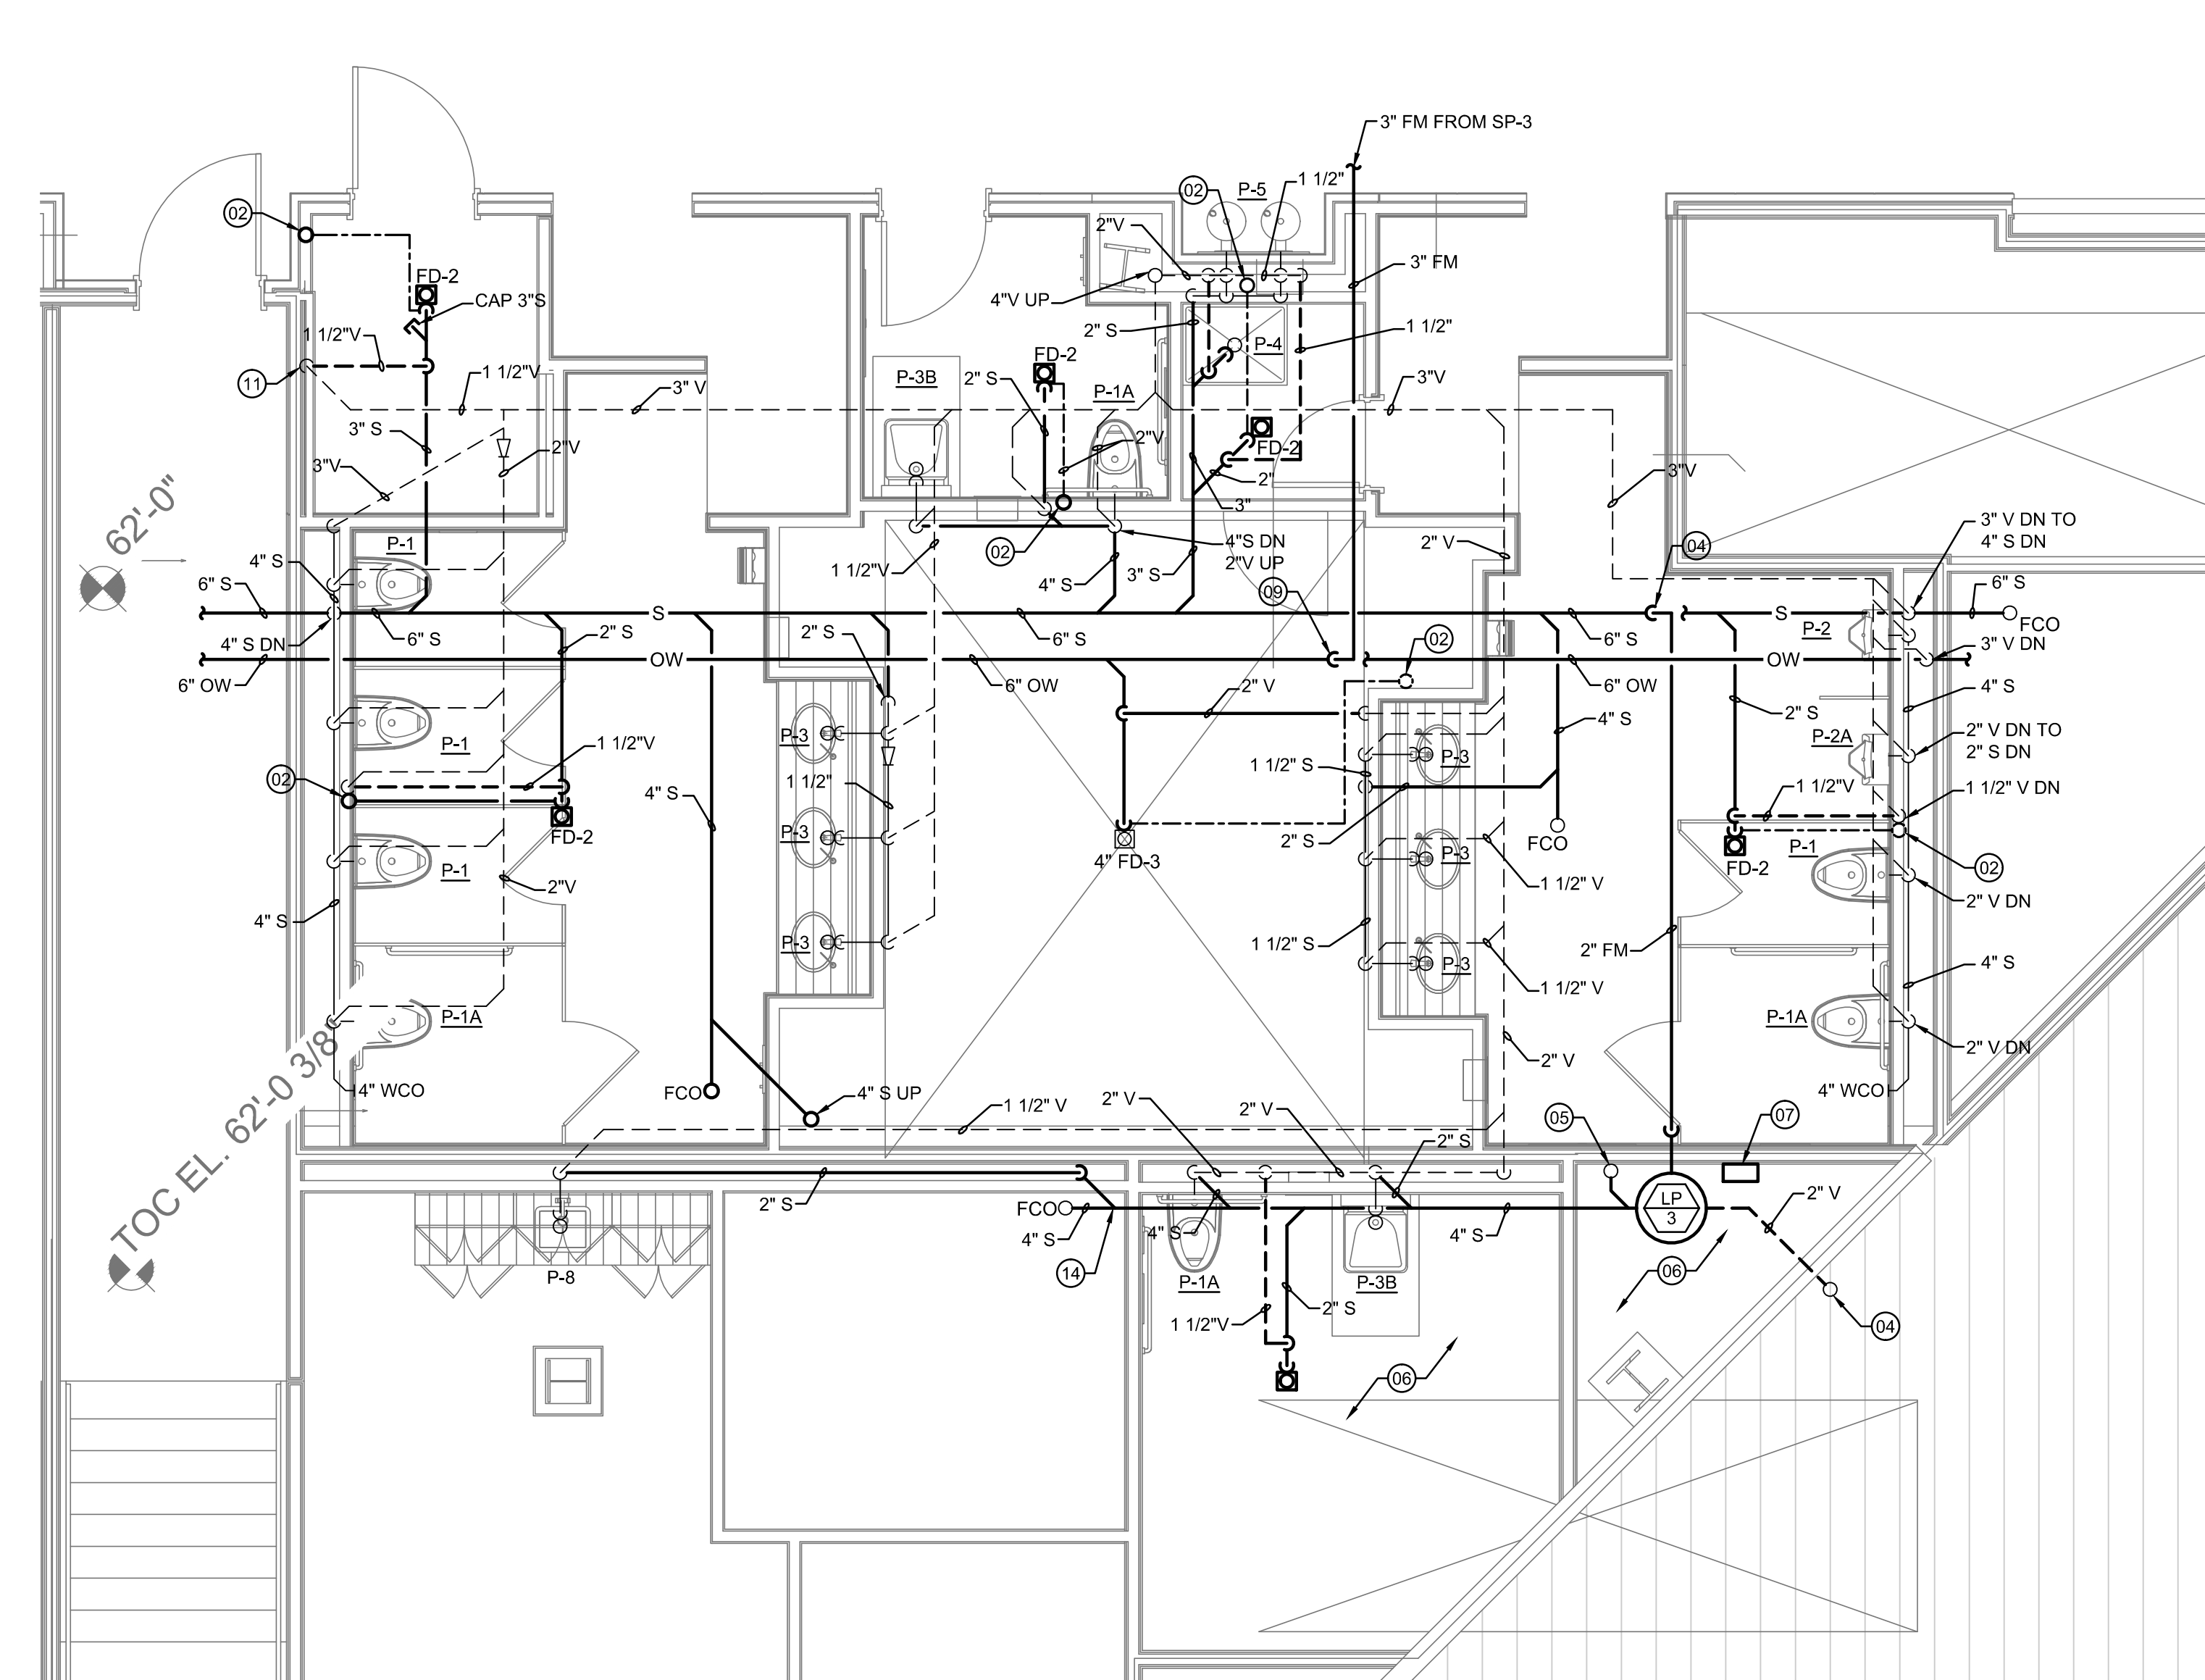 3" FM FROM SP-3
02
P-5
1 1/2"
02
2"V
3" FM
FD-2
CAP 3"S
4"V UP
1 1/2"V
2" S
1 1/2"
P-4
FD-2
11
1 1/2"V
3" V
P-3B
2" S
P-1A
3"V
3" S
2"V
2"V
FD-2
3"V
2"
3"V
62'-0"
3"
3" V DN TO
4" S DN
P-1
02
4"S DN
2"V UP
2" V
04
4" S
1 1/2"V
3" S
6" S
4" S
09
6" S
S
S
FCO
4" S DN
6" S
2" S
2" S
6" S
02
6" S
P-2
3" V DN
OW
OW
6" OW
6" OW
2" V
6" OW
4" S
P-1
P-3
4" S
2" S
P-2A
2" V DN TO
2" S DN
1 1/2"V
P-3
02
1 1/2"
1 1/2" S
1 1/2"V
1 1/2" V DN
4" S
P-3
FD-2
2" S
FCO
P-1
4" FD-3
P-3
FD-2
02
P-1
2"V
1 1/2" V
2" V DN
4" S
P-3
1 1/2" S
2" FM
P-3
4" S
1 1/2" V
P-1A
P-1A
2" V DN
TOC EL. 62'-0 3/8"
2" V
4" WCO
FCO
4" S UP
1 1/2" V
2" V
2" V
4" WCO
05
07
2" S
2" S
FCO
LP
3
2" V
4" S
4" S
4" S
14
06
P-8
P-1A
P-3B
2" S
1 1/2"V
04
06